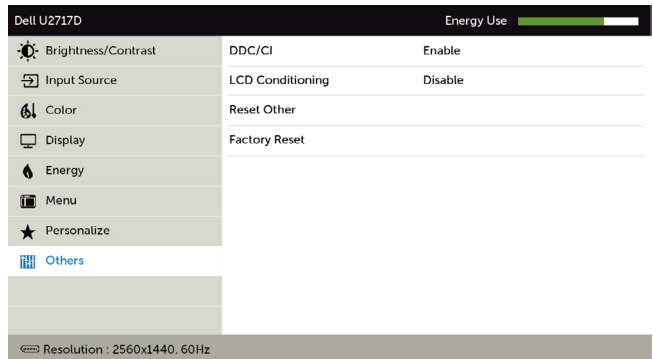 Dell U2717D Energy Use
Brightness/Contrast DDC/CI Enable
Input Source LCD Conditioning Disable
Color Reset Other
Display Factory Reset
Energy
Menu
Personalize
Others
Resolution : 2560x1440, 60Hz